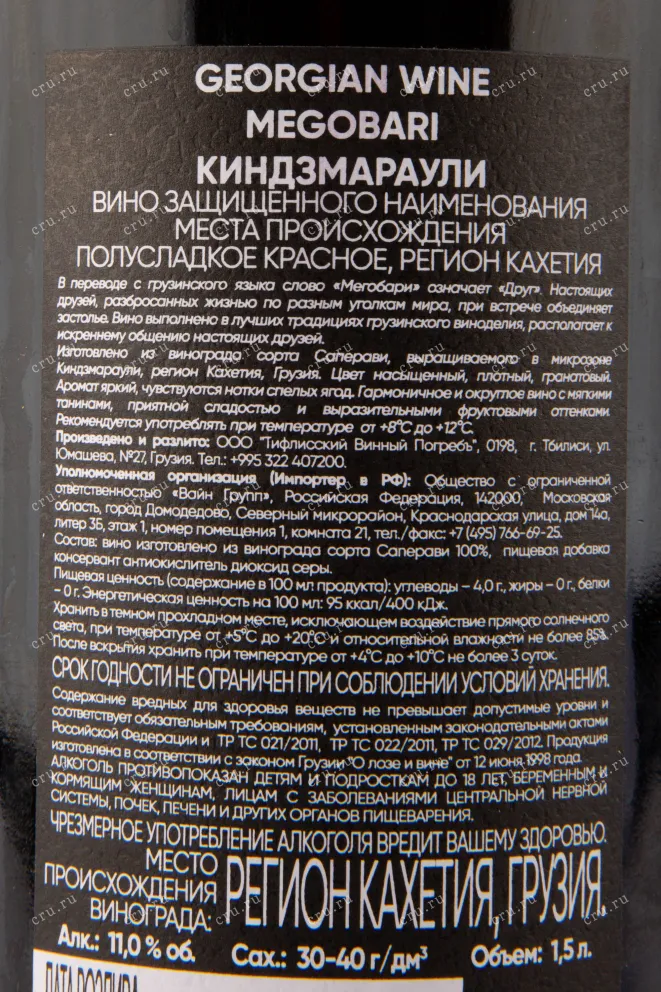 GEORGIAN WINE
MEGOBARI
КИНДЗМАРАУЛИ
ВИНО ЗАЩИЩЕННОГО НАИМЕНОВАНИЯ
МЕСТА ПРОИСХОЖДЕНИЯ
ПОЛУСЛАДКОЕ КРАСНОЕ, РЕГИОН КАХЕТИЯ
В переводе с грузинского языка слово «Мегобари» означает «Друг». Настоящих
друзей, разбросанных жизнью по разным уголкам мира, при встрече объединяет
застолье. Вино выполнено в лучших традициях грузинского виноделия, располагает к
искреннему общению настоящих друзей.
Изготовлено из винограда сорта Саперави, выращиваемого в микрозоне
Киндзмараули, регион Кахетия, Грузия. Цвет насыщенный, плотный, гранатовый.
Аромат яркий, чувствуются нотки спелых ягод. Гармоничное и округлое вино с мягкими
танинами, приятной сладостью и выразительными фруктовыми оттенками.
Рекомендуется употреблять при температуре от +8°C до +12°C.
Произведено и разлито: ООО "Тифлисский Винный Погребъ", 0198, г. Тбилиси, ул.
Юмашева, №27, Грузия. Тел.: +995 322 407200.
Уполномоченная организация (Импортер в РФ): Общество с ограниченной
ответственностью «Вайн Групп», Российская Федерация, 142000, Московская
область, город Домодедово, Северный микрорайон, Краснодарская улица, дом 14а,
литер 3Б, этаж 1, номер помещения 1, комната 21, тел./факс: +7 (495) 766-69-25.
Состав: вино изготовлено из винограда сорта Саперави 100%, пищевая добавка
консервант антиокислитель диоксид серы.
Пищевая ценность (содержание в 100 мл продукта): углеводы – 4,0 г., жиры – 0 г., белки
– 0 г. Энергетическая ценность на 100 мл: 95 ккал/400 кДж.
Хранить в темном прохладном месте, исключающем воздействие прямого солнечного
света, при температуре от +5°C до +20°C и относительной влажности не более 85%.
После вскрытия хранить при температуре от +4°C до +10°C не более 3 суток.
СРОК ГОДНОСТИ НЕ ОГРАНИЧЕН ПРИ СОБЛЮДЕНИИ УСЛОВИЙ ХРАНЕНИЯ.
Содержание вредных для здоровья веществ не превышает допустимые уровни и
соответствует обязательным требованиям, установленным законодательными актами
Российской Федерации и ТР ТС 021/2011, ТР ТС 022/2011, ТР ТС 029/2012. Продукция
изготовлена в соответствии с законом Грузии "О лозе и вине" от 12 июня 1998 года.
АЛКОГОЛЬ ПРОТИВОПОКАЗАН ДЕТЯМ И ПОДРОСТКАМ ДО 18 ЛЕТ, БЕРЕМЕННЫМ И
КОРМЯЩИМ ЖЕНЩИНАМ, ЛИЦАМ С ЗАБОЛЕВАНИЯМИ ЦЕНТРАЛЬНОЙ НЕРВНОЙ
СИСТЕМЫ, ПОЧЕК, ПЕЧЕНИ И ДРУГИХ ОРГАНОВ ПИЩЕВАРЕНИЯ.
ЧРЕЗМЕРНОЕ УПОТРЕБЛЕНИЕ АЛКОГОЛЯ ВРЕДИТ ВАШЕМУ ЗДОРОВЬЮ.
МЕСТО
ПРОИСХОЖДЕНИЯ
ВИНОГРАДА: РЕГИОН КАХЕТИЯ, ГРУЗИЯ.
Алк.: 11,0 % об. Сах.: 30-40 г/дм³ Объем: 1,5 л.
ДАТА РОЗЛИВА